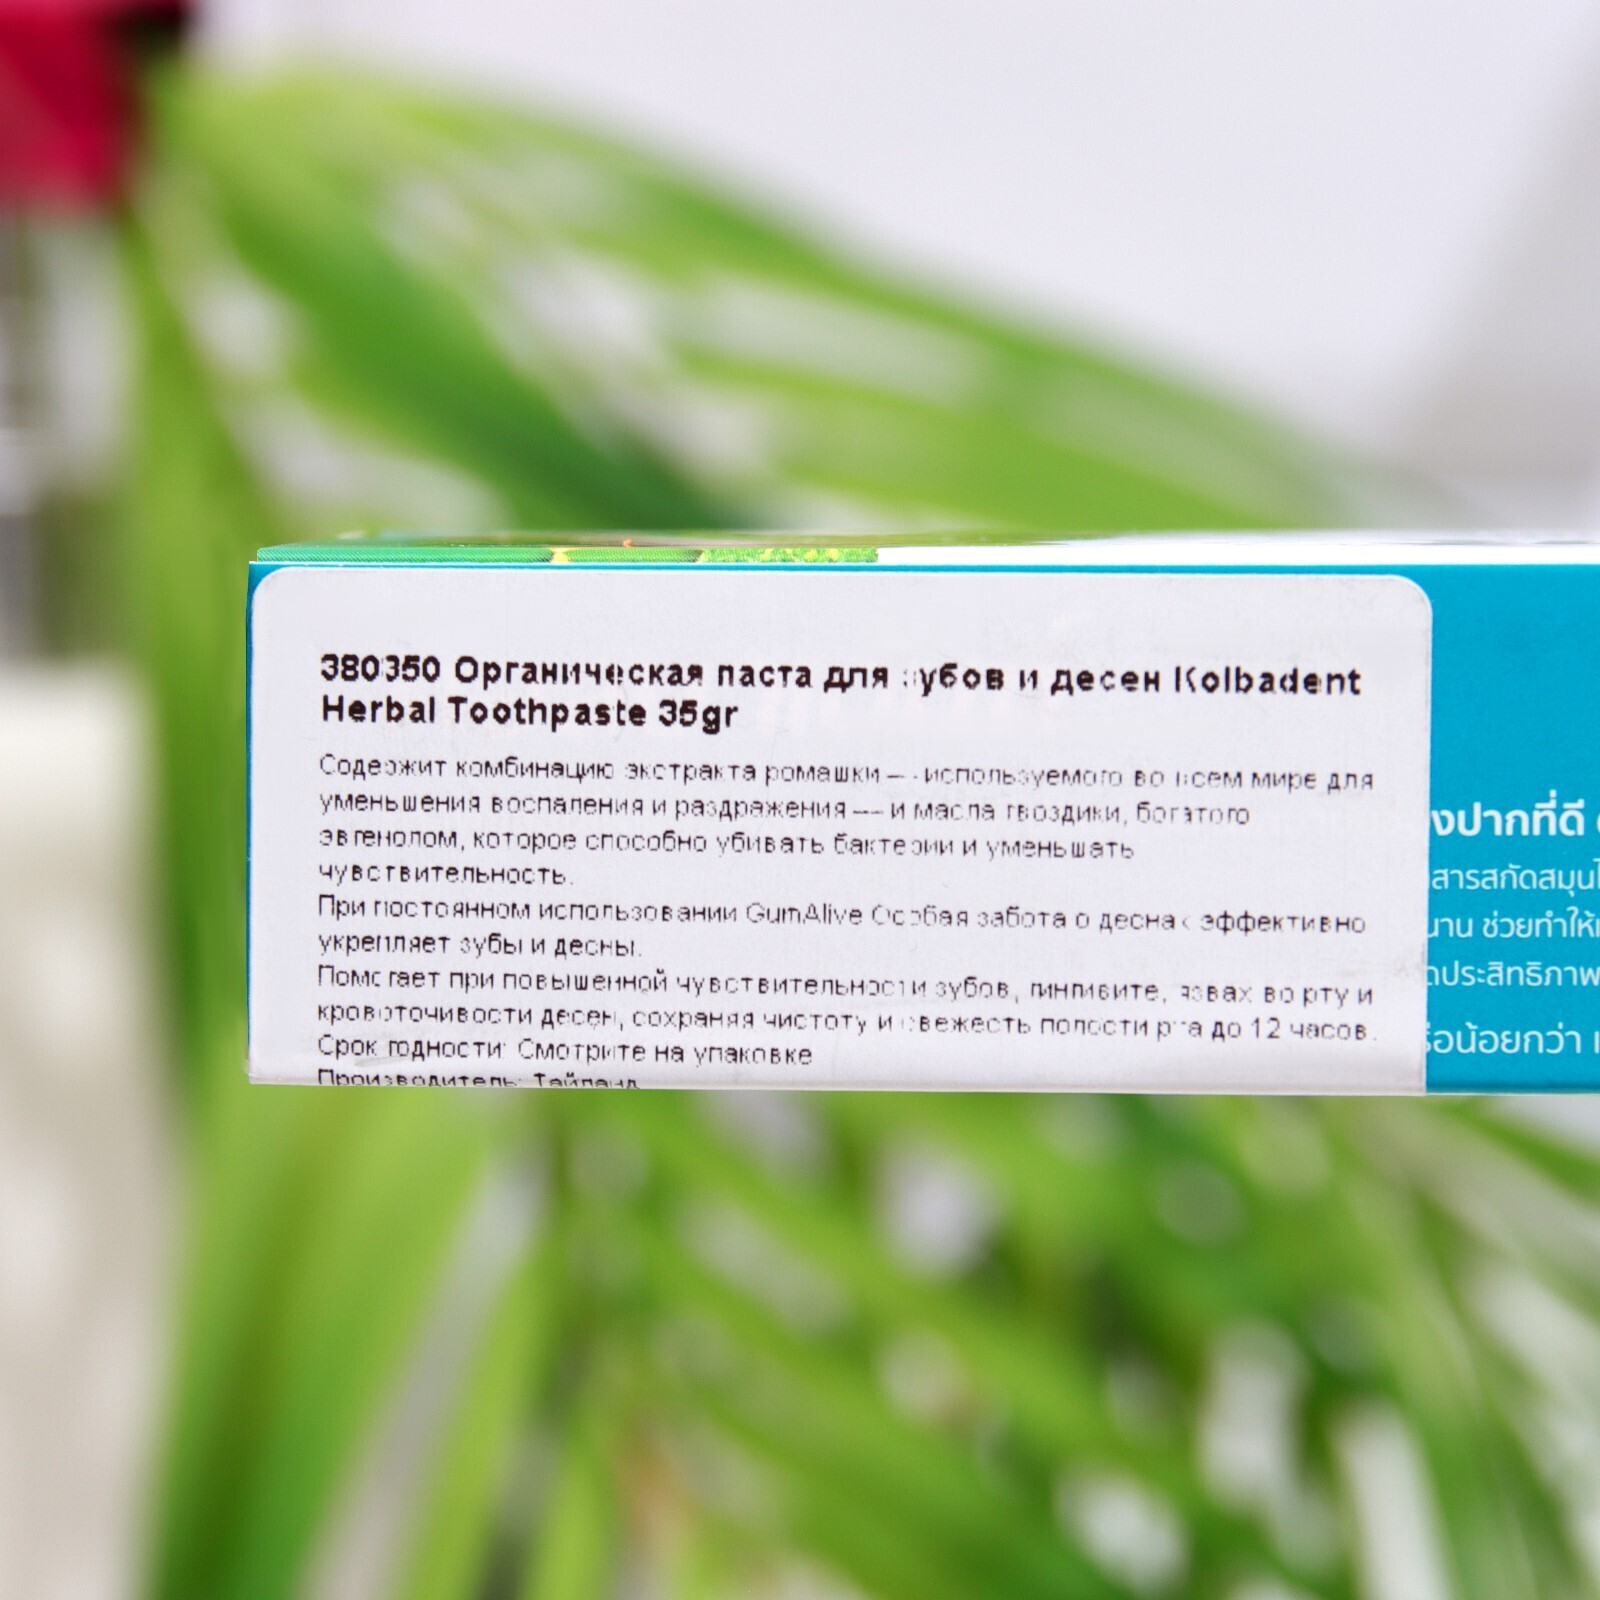 380350 Органическая паста для зубов и десен Kolbadent
Herbal Toothpaste 35gr
Содержит комбинацию экстракта ромашки – используемого во всем мире для
уменьшения воспаления и раздражения — и масла гвоздики, богатого
эвгенолом, которое способно убивать бактерии и уменьшать
чувствительность.
При постоянном использовании GumAlive Особая забота о деснах эффективно
укрепляет зубы и десны.
Помогает при повышенной чувствительности зубов, гингивите, язвах во рту и
кровоточивости десен, сохраняя чистоту и свежесть полости рта до 12 часов.
Срок годности: Смотрите на упаковке
Производитель: Тайланд
งปากที่ดี
สารสกัดสมุนไ
นาน ช่วยทำให้
ดประสิทธิภาพ
รือน้อยกว่า